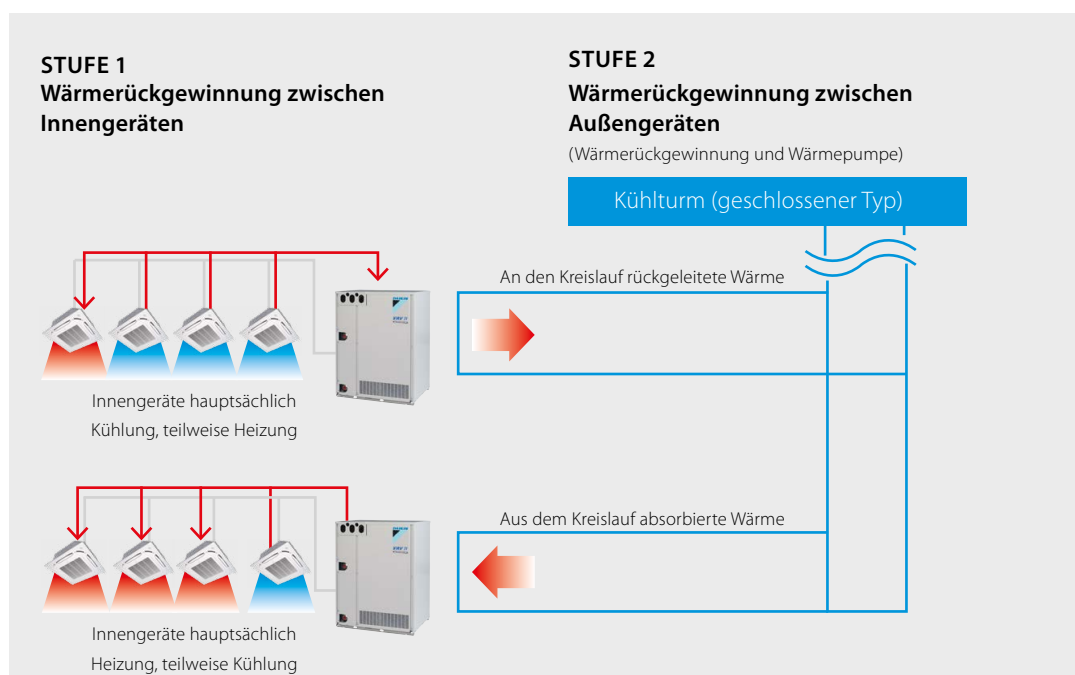 STUFE 1
Wärmerückgewinnung zwischen
Innengeräten
STUFE 2
Wärmerückgewinnung zwischen
Außengeräten
(Wärmerückgewinnung und Wärmepumpe)
Kühlturm (geschlossener Typ)
An den Kreislauf rückgeleitete Wärme
Innengeräte hauptsächlich
Kühlung, teilweise Heizung
Aus dem Kreislauf absorbierte Wärme
Innengeräte hauptsächlich
Heizung, teilweise Kühlung